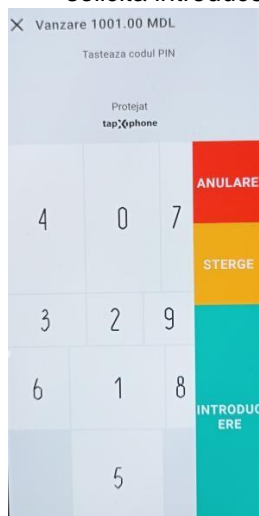 × Vanzare 1001.00 MDL
Tasteaza codul PIN
Protejat
tap phone
4 0 7
ANULARE
STERGE
3 2 9
6 1 8
INTRODUC
ERE
5